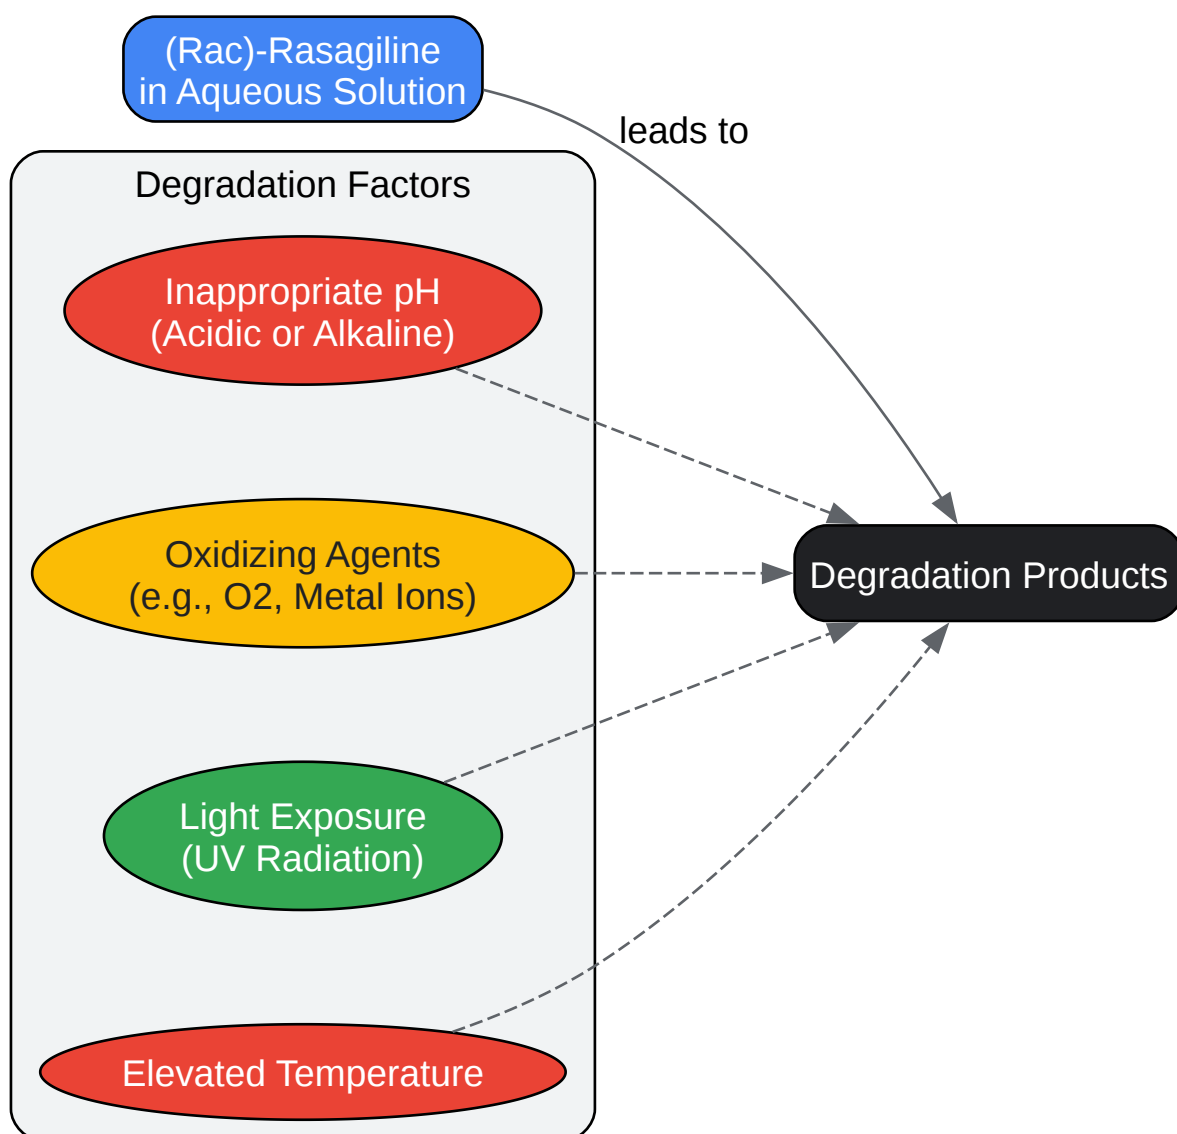 (Rac)-Rasagiline
in Aqueous Solution
leads to
Degradation Factors
Inappropriate pH
(Acidic or Alkaline)
Oxidizing Agents
(e.g., O2, Metal Ions)
Degradation Products
Light Exposure
(UV Radiation)
Elevated Temperature